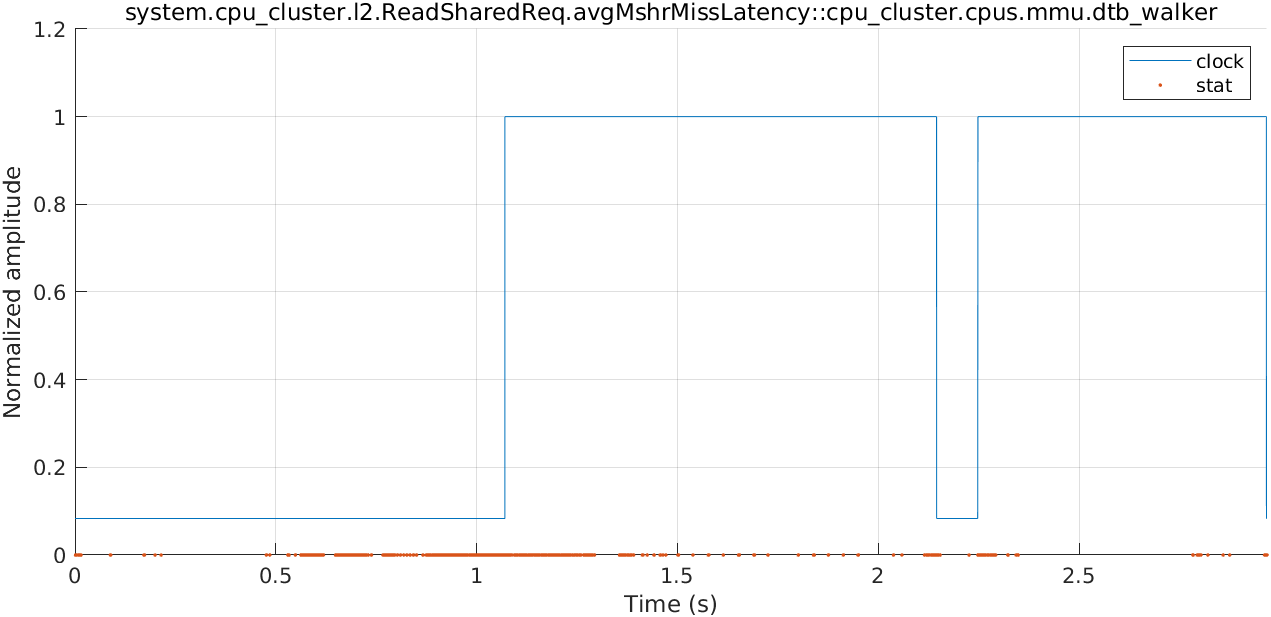 system.cpu_cluster.l2.ReadSharedReq.avgMshrMissLatency::cpu_cluster.cpus.mmu.dtb_walker
1.2
1
0.8
0.6
0.4
0.2
0
Normalized amplitude
clock
stat
0 0.5 1 1.5 2 2.5
Time (s)